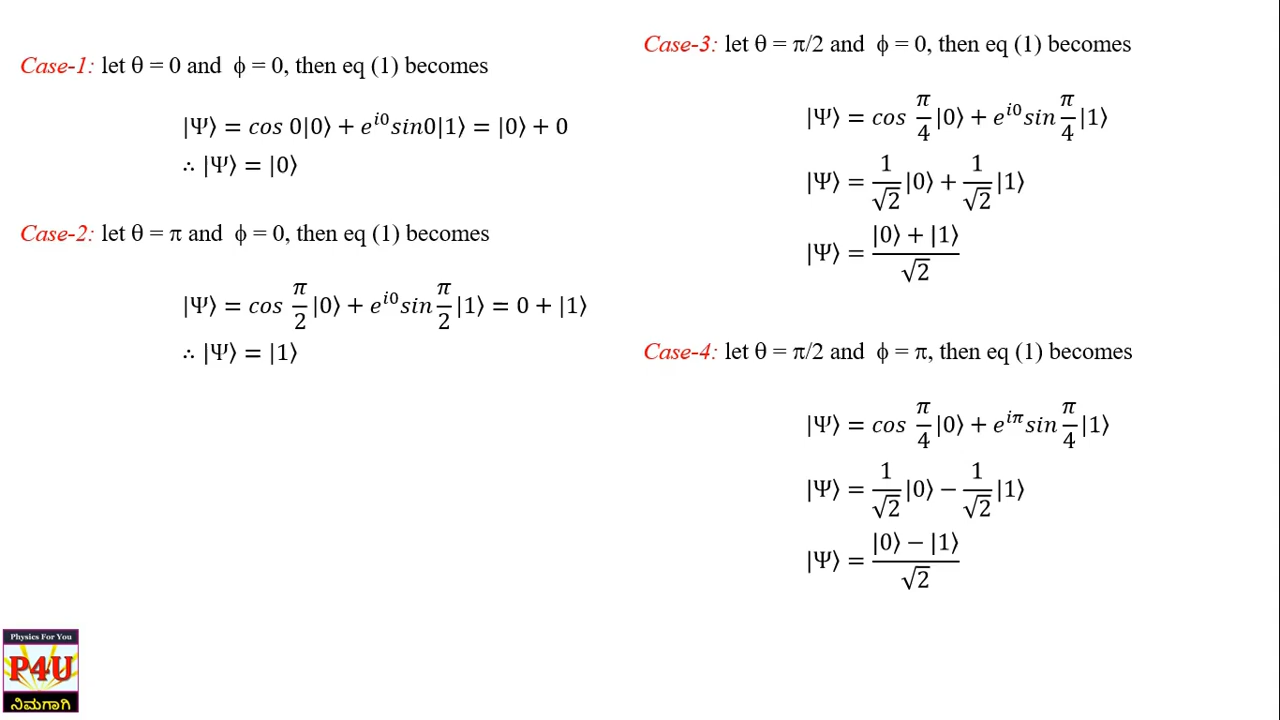 Case-1: let θ = 0 and ϕ = 0, then eq (1) becomes
|Ψ⟩ = cos 0|0⟩ + e^{i0}sin0|1⟩ = |0⟩ + 0
∴ |Ψ⟩ = |0⟩
Case-2: let θ = π and ϕ = 0, then eq (1) becomes
|Ψ⟩ = cos π/2 |0⟩ + e^{i0}sin π/2 |1⟩ = 0 + |1⟩
∴ |Ψ⟩ = |1⟩
Case-3: let θ = π/2 and ϕ = 0, then eq (1) becomes
|Ψ⟩ = cos π/4 |0⟩ + e^{i0}sin π/4 |1⟩
|Ψ⟩ = 1/√2 |0⟩ + 1/√2 |1⟩
|Ψ⟩ = |0⟩ + |1⟩ / √2
Case-4: let θ = π/2 and ϕ = π, then eq (1) becomes
|Ψ⟩ = cos π/4 |0⟩ + e^{iπ}sin π/4 |1⟩
|Ψ⟩ = 1/√2 |0⟩ − 1/√2 |1⟩
|Ψ⟩ = |0⟩ − |1⟩ / √2
Physics For You
P4U
ನಿಮಗಾಗಿ